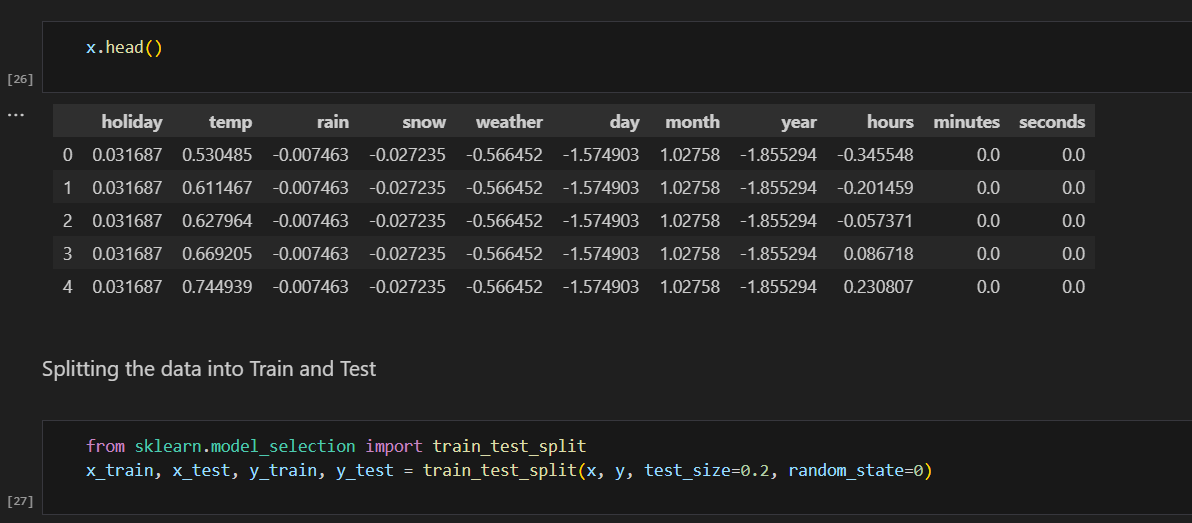 x.head()
[26]
...
holiday temp rain snow weather day month year hours minutes seconds
0 0.031687 0.530485 -0.007463 -0.027235 -0.566452 -1.574903 1.02758 -1.855294 -0.345548 0.0 0.0
1 0.031687 0.611467 -0.007463 -0.027235 -0.566452 -1.574903 1.02758 -1.855294 -0.201459 0.0 0.0
2 0.031687 0.627964 -0.007463 -0.027235 -0.566452 -1.574903 1.02758 -1.855294 -0.057371 0.0 0.0
3 0.031687 0.669205 -0.007463 -0.027235 -0.566452 -1.574903 1.02758 -1.855294 0.086718 0.0 0.0
4 0.031687 0.744939 -0.007463 -0.027235 -0.566452 -1.574903 1.02758 -1.855294 0.230807 0.0 0.0
Splitting the data into Train and Test
from sklearn.model_selection import train_test_split
x_train, x_test, y_train, y_test = train_test_split(x, y, test_size=0.2, random_state=0)
[27]